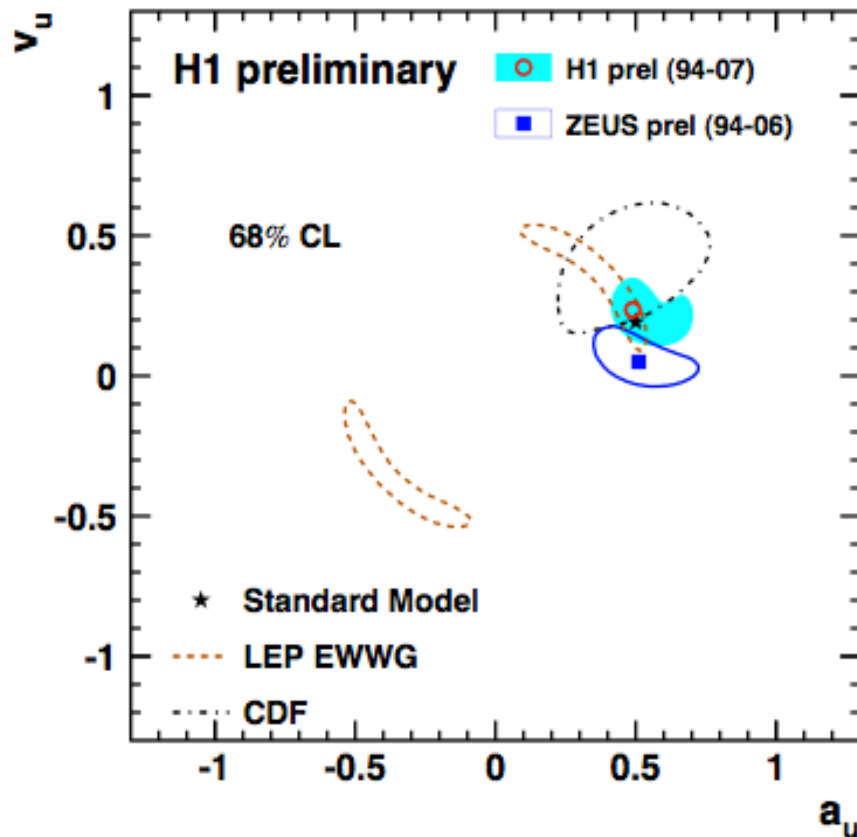 v_u
H1 preliminary
H1 prel (94-07)
ZEUS prel (94-06)
1
0.5
0
-0.5
-1
68% CL
Standard Model
LEP EWWG
CDF
-1 -0.5 0 0.5 1
a_u